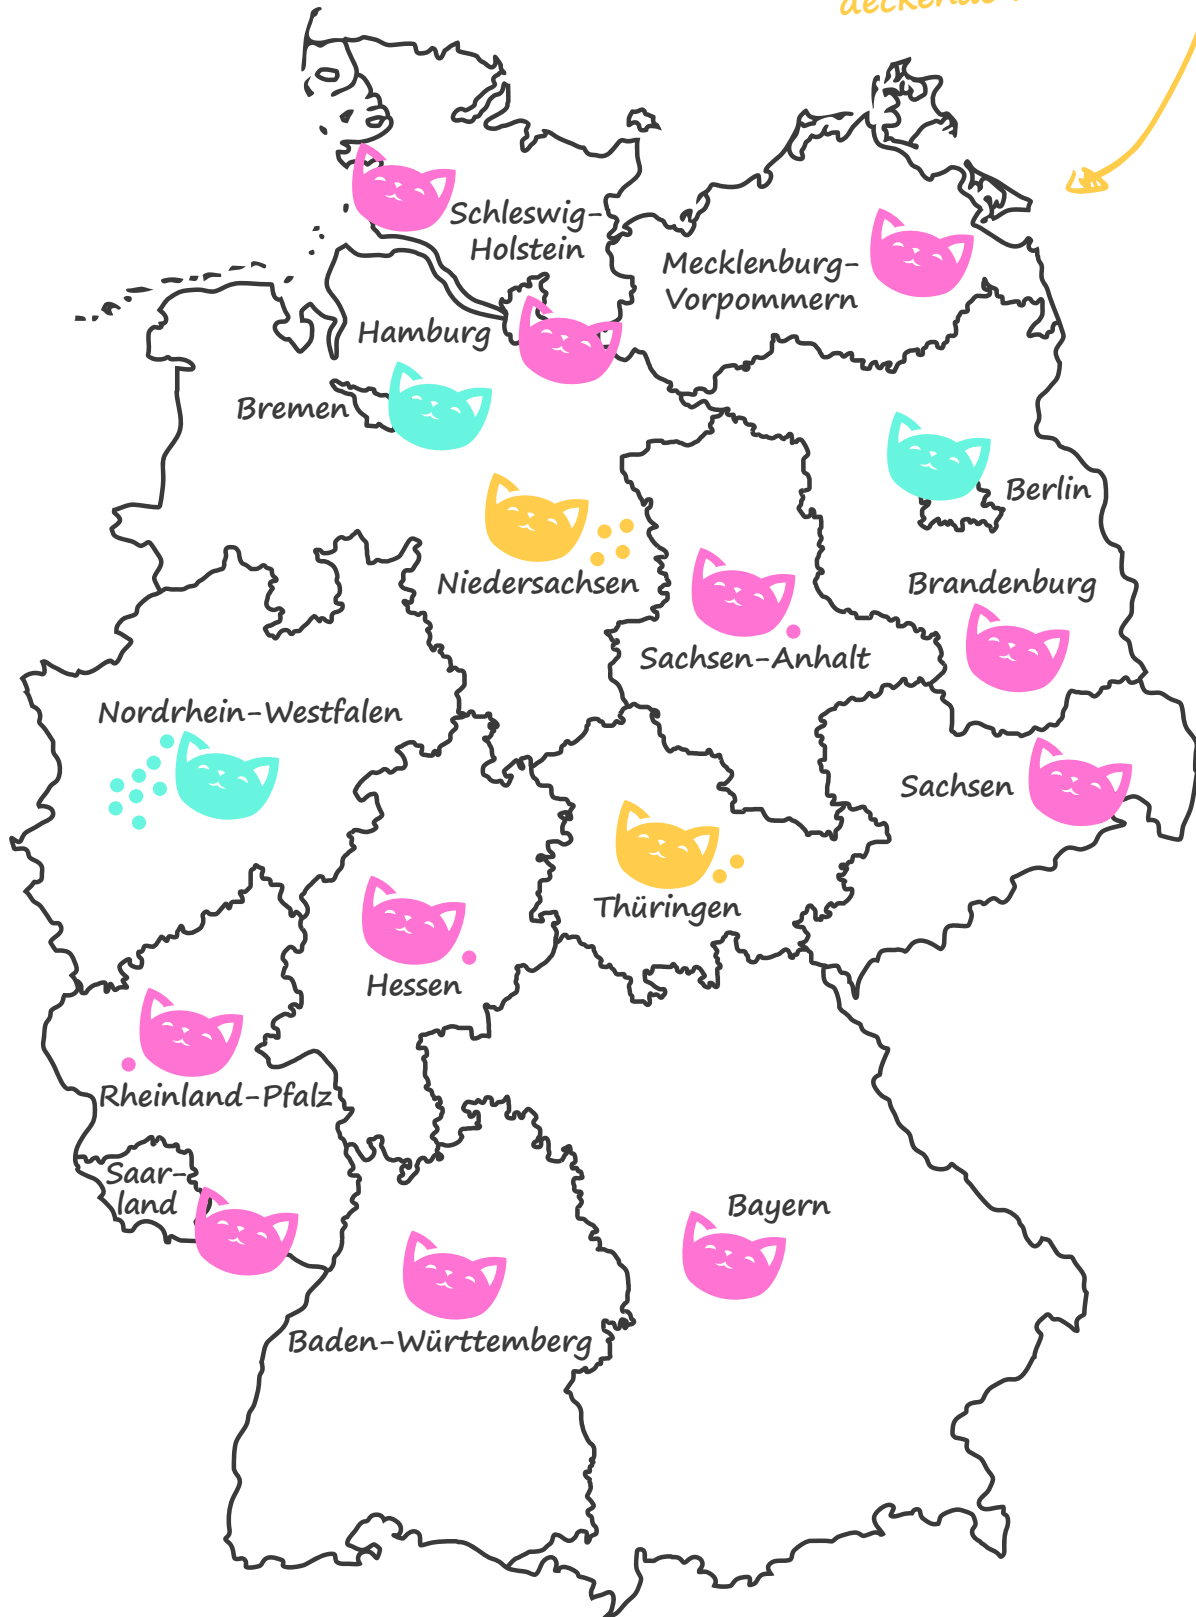 Schleswig-
Holstein
Mecklenburg-
Vorpommern
Hamburg
Bremen
Berlin
Niedersachsen
Brandenburg
Sachsen-Anhalt
Nordrhein-Westfalen
Sachsen
Thüringen
Hessen
Rheinland-Pfalz
Saar-
land
Bayern
Baden-Württemberg